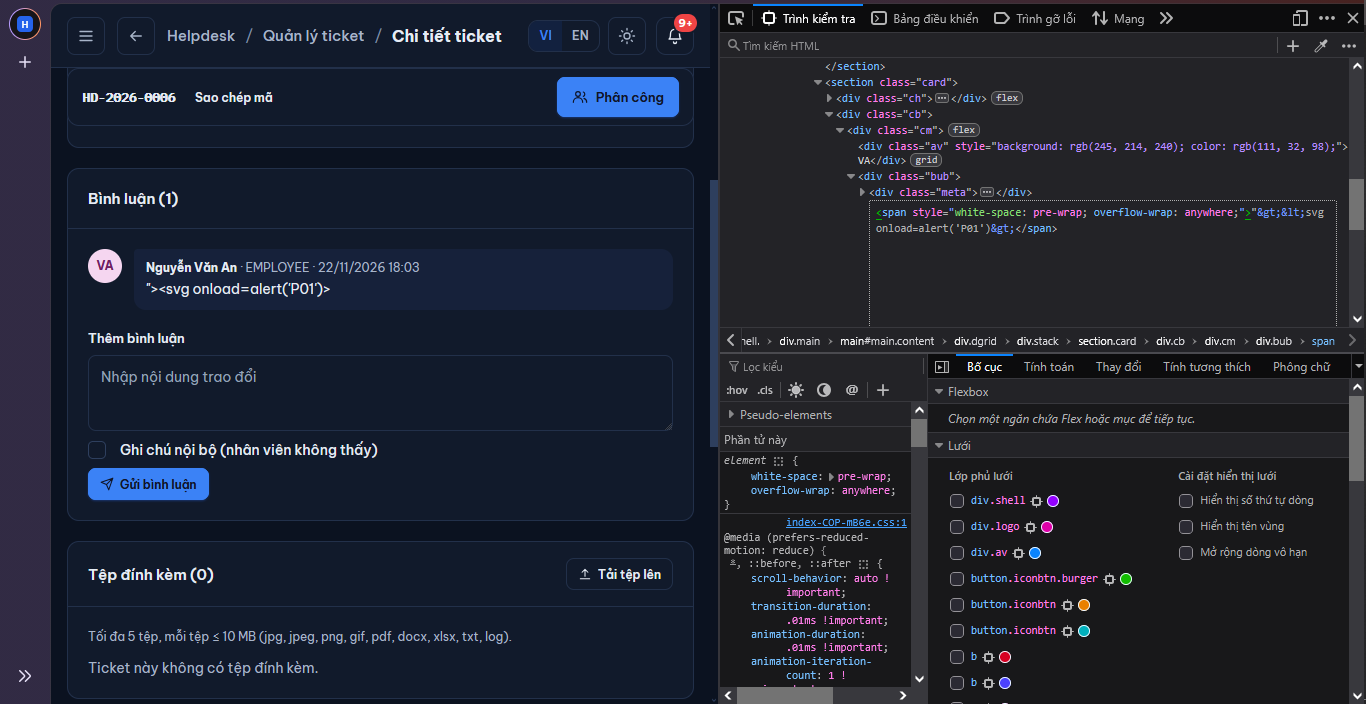 H
Helpdesk / Quản lý ticket / Chi tiết ticket
VI EN
9+
HD-2026-0006 Sao chép mã
Phân công
Bình luận (1)
VA
Nguyễn Văn An · EMPLOYEE · 22/11/2026 18:03
"><svg onload=alert('P01')>
Thêm bình luận
Nhập nội dung trao đổi
Ghi chú nội bộ (nhân viên không thấy)
Gửi bình luận
Tệp đính kèm (0)
Tải tệp lên
Tối đa 5 tệp, mỗi tệp ≤ 10 MB (jpg, jpeg, png, gif, pdf, docx, xlsx, txt, log).
Ticket này không có tệp đính kèm.
Trình kiểm tra Bảng điều khiển Trình gỡ lỗi Mạng
Tìm kiếm HTML
</section>
<section class="card">
<div class="ch"> ⋯ </div> flex
<div class="cb">
<div class="cm"> flex
<div class="av" style="background: rgb(245, 214, 240); color: rgb(111, 32, 98);">
VA</div> grid
<div class="bub">
<div class="meta"> ⋯ </div>
<span style="white-space: pre-wrap; overflow-wrap: anywhere;">"&gt;&lt;svg
onload=alert('P01')&gt;</span>
hell. › div.main › main#main.content › div.dgrid › div.stack › section.card › div.cb › div.cm › div.bub › span
Lọc kiểu
:hov .cls @ +
Pseudo-elements
Phần tử này
element {
white-space: pre-wrap;
overflow-wrap: anywhere;
}
index-COP-mB6e.css:1
@media (prefers-reduced-
motion: reduce) {
*, ::before, ::after {
scroll-behavior: auto !
important;
transition-duration:
.01ms !important;
animation-duration:
.01ms !important;
animation-iteration-
count: 1 !
Bố cục Tính toán Thay đổi Tính tương thích Phông chữ
Flexbox
Chọn một ngăn chứa Flex hoặc mục để tiếp tục.
Lưới
Lớp phủ lưới
div.shell
div.logo
div.av
button.iconbtn.burger
button.iconbtn
button.iconbtn
b
b
Cài đặt hiển thị lưới
Hiển thị số thứ tự dòng
Hiển thị tên vùng
Mở rộng dòng vô hạn